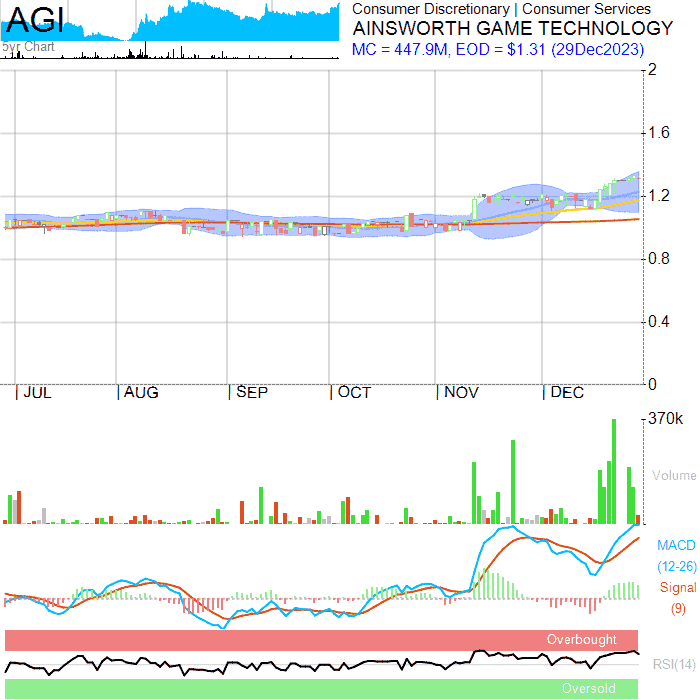 AGI
5yr Chart
Consumer Discretionary | Consumer Services
AINSWORTH GAME TECHNOLOGY
MC = 447.9M, EOD = $1.31 (29Dec2023)
2
1.6
1.2
0.8
0.4
0
|JUL |AUG |SEP |OCT |NOV |DEC
370k
Volume
MACD
(12-26)
Signal
(9)
Overbought
RSI(14)
Oversold